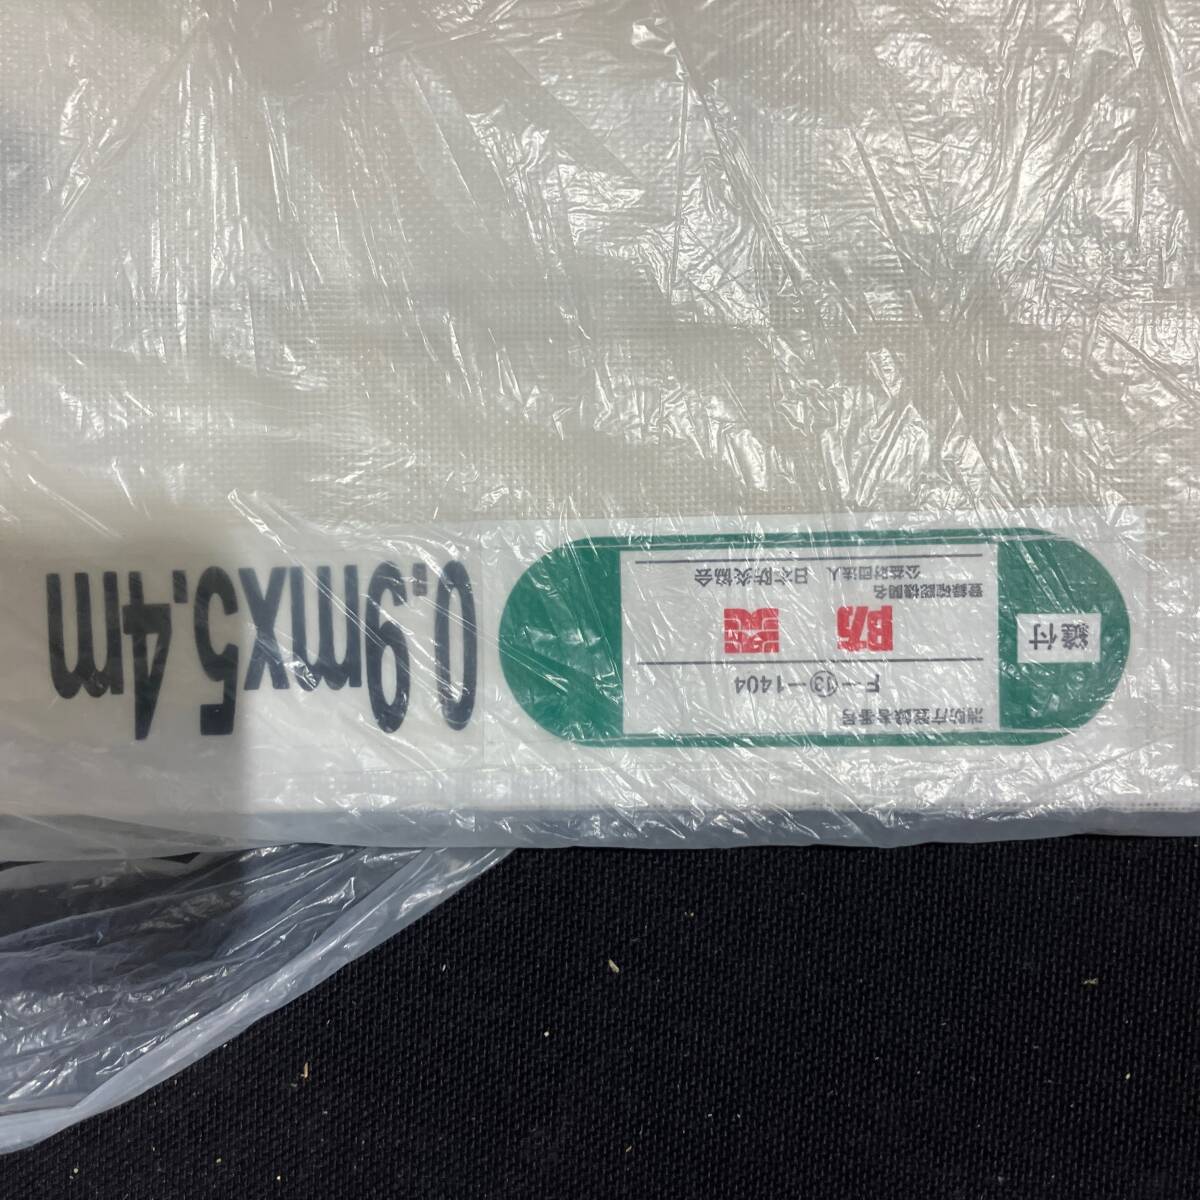 縫付
消防庁登録者番号
F-⑬-1404
防炎
登録確認機関名
公益財団法人 日本防炎協会
0.9mx5.4m